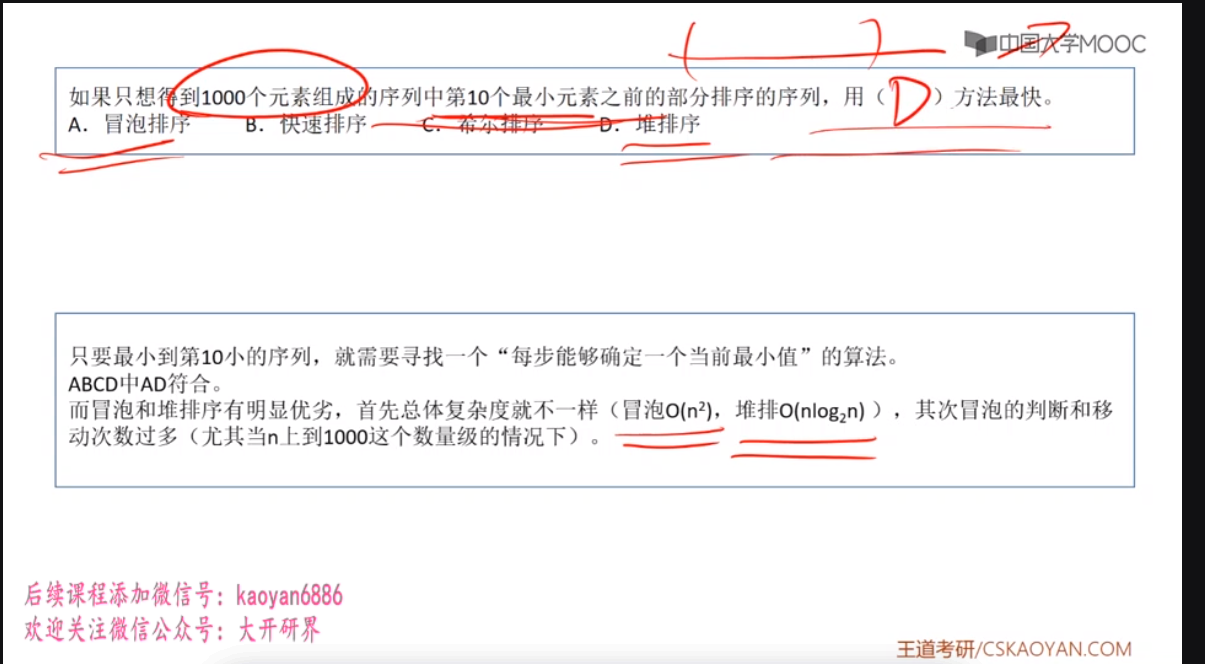 中国大学MOOC
如果只想得到1000个元素组成的序列中第10个最小元素之前的部分排序的序列，用（ D ）方法最快。
A. 冒泡排序 B. 快速排序 C. 希尔排序 D. 堆排序
只要最小到第10小的序列，就需要寻找一个“每步能够确定一个当前最小值”的算法。
ABCD中AD符合。
而冒泡和堆排序有明显优劣，首先总体复杂度就不一样（冒泡O(n²)，堆排O(nlog₂n) ），其次冒泡的判断和移
动次数过多（尤其当n上到1000这个数量级的情况下）。
后续课程添加微信号：kaoyan6886
欢迎关注微信公众号：大开研界
王道考研/CSKAOYAN.COM